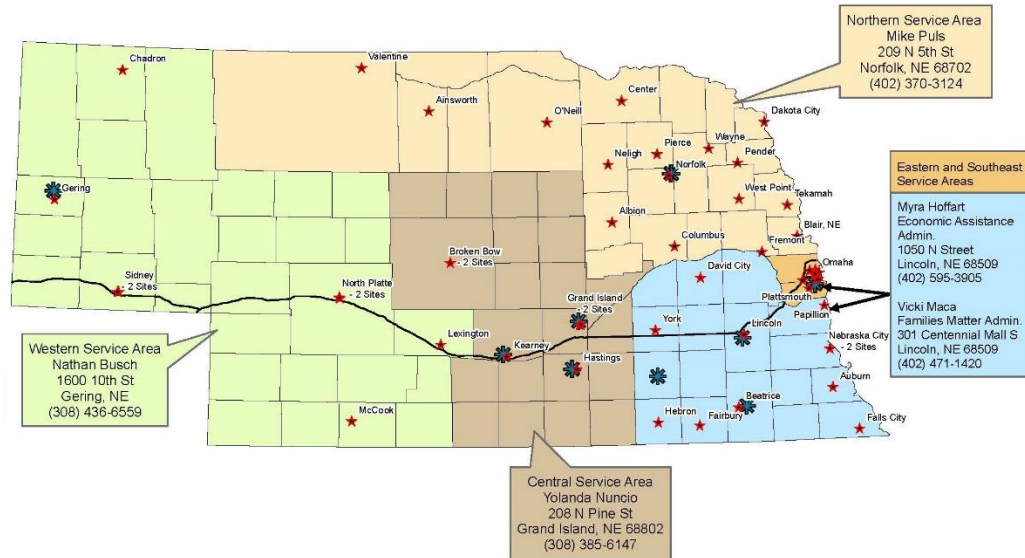 Northern Service Area
Mike Puls
209 N 5th St
Norfolk, NE 68702
(402) 370-3124
Chadron
Valentine
Ainsworth
O'Neill
Center
Dakota City
Neligh
Pierce
Wayne
Norfolk
Pender
West Point
Tekamah
Albion
Columbus
Blair, NE
Fremont
Gering
Sidney
- 2 Sites
North Platte
- 2 Sites
Broken Bow
- 2 Sites
Grand Island
- 2 Sites
David City
Omaha
Plattsmouth
Papillion
York
Lincoln
Nebraska City
- 2 Sites
Lexington
Kearney
Hastings
Auburn
McCook
Hebron
Fairbury
Beatrice
Falls City
Eastern and Southeast
Service Areas
Myra Hoffart
Economic Assistance
Admin.
1050 N Street
Lincoln, NE 68509
(402) 595-3905
Vicki Maca
Families Matter Admin.
301 Centennial Mall S
Lincoln, NE 68509
(402) 471-1420
Western Service Area
Nathan Busch
1600 10th St
Gering, NE
(308) 436-6559
Central Service Area
Yolanda Nuncio
208 N Pine St
Grand Island, NE 68802
(308) 385-6147